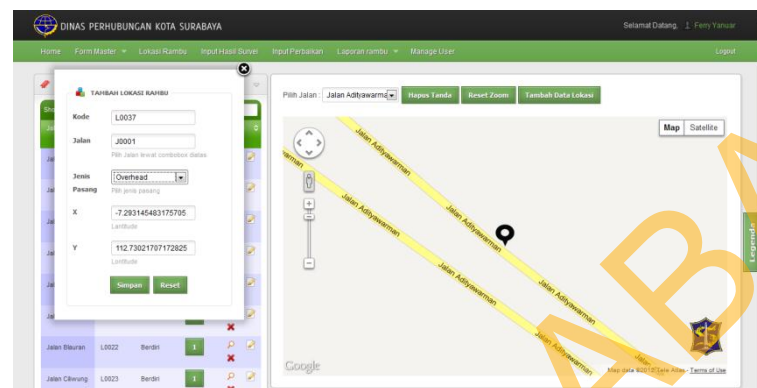 DINAS PERHUBUNGAN KOTA SURABAYA
Selamat Datang, Ferry Yanuar
Home Form Master Lokasi Rambu Input Hasil Survei Input Perbaikan Laporan rambu Manage User Logout
TAMBAH LOKASI RAMBU
Kode L0037
Jalan J0001
Pilih Jalan lewat combobox diatas
Jenis Pasang Overhead
Pilih jenis pasang
X -7.283145483175705
Lantitude
Y 112.73021707172825
Lontitude
Simpan Reset
Jalan Blauran L0022 Berdiri 1
Jalan Ciliwung L0023 Berdiri 1
Pilih Jalan : Jalan Adityawarma Hapus Tanda Reset Zoom Tambah Data Lokasi
Map Satellite
Jalan Adityawarman
Jalan Adityawarman
Jalan Adityawarman
Jalan Adityawarman
Jalan Adityawarman
Jalan Adityawarman
Legenda
Google
Terms of Use